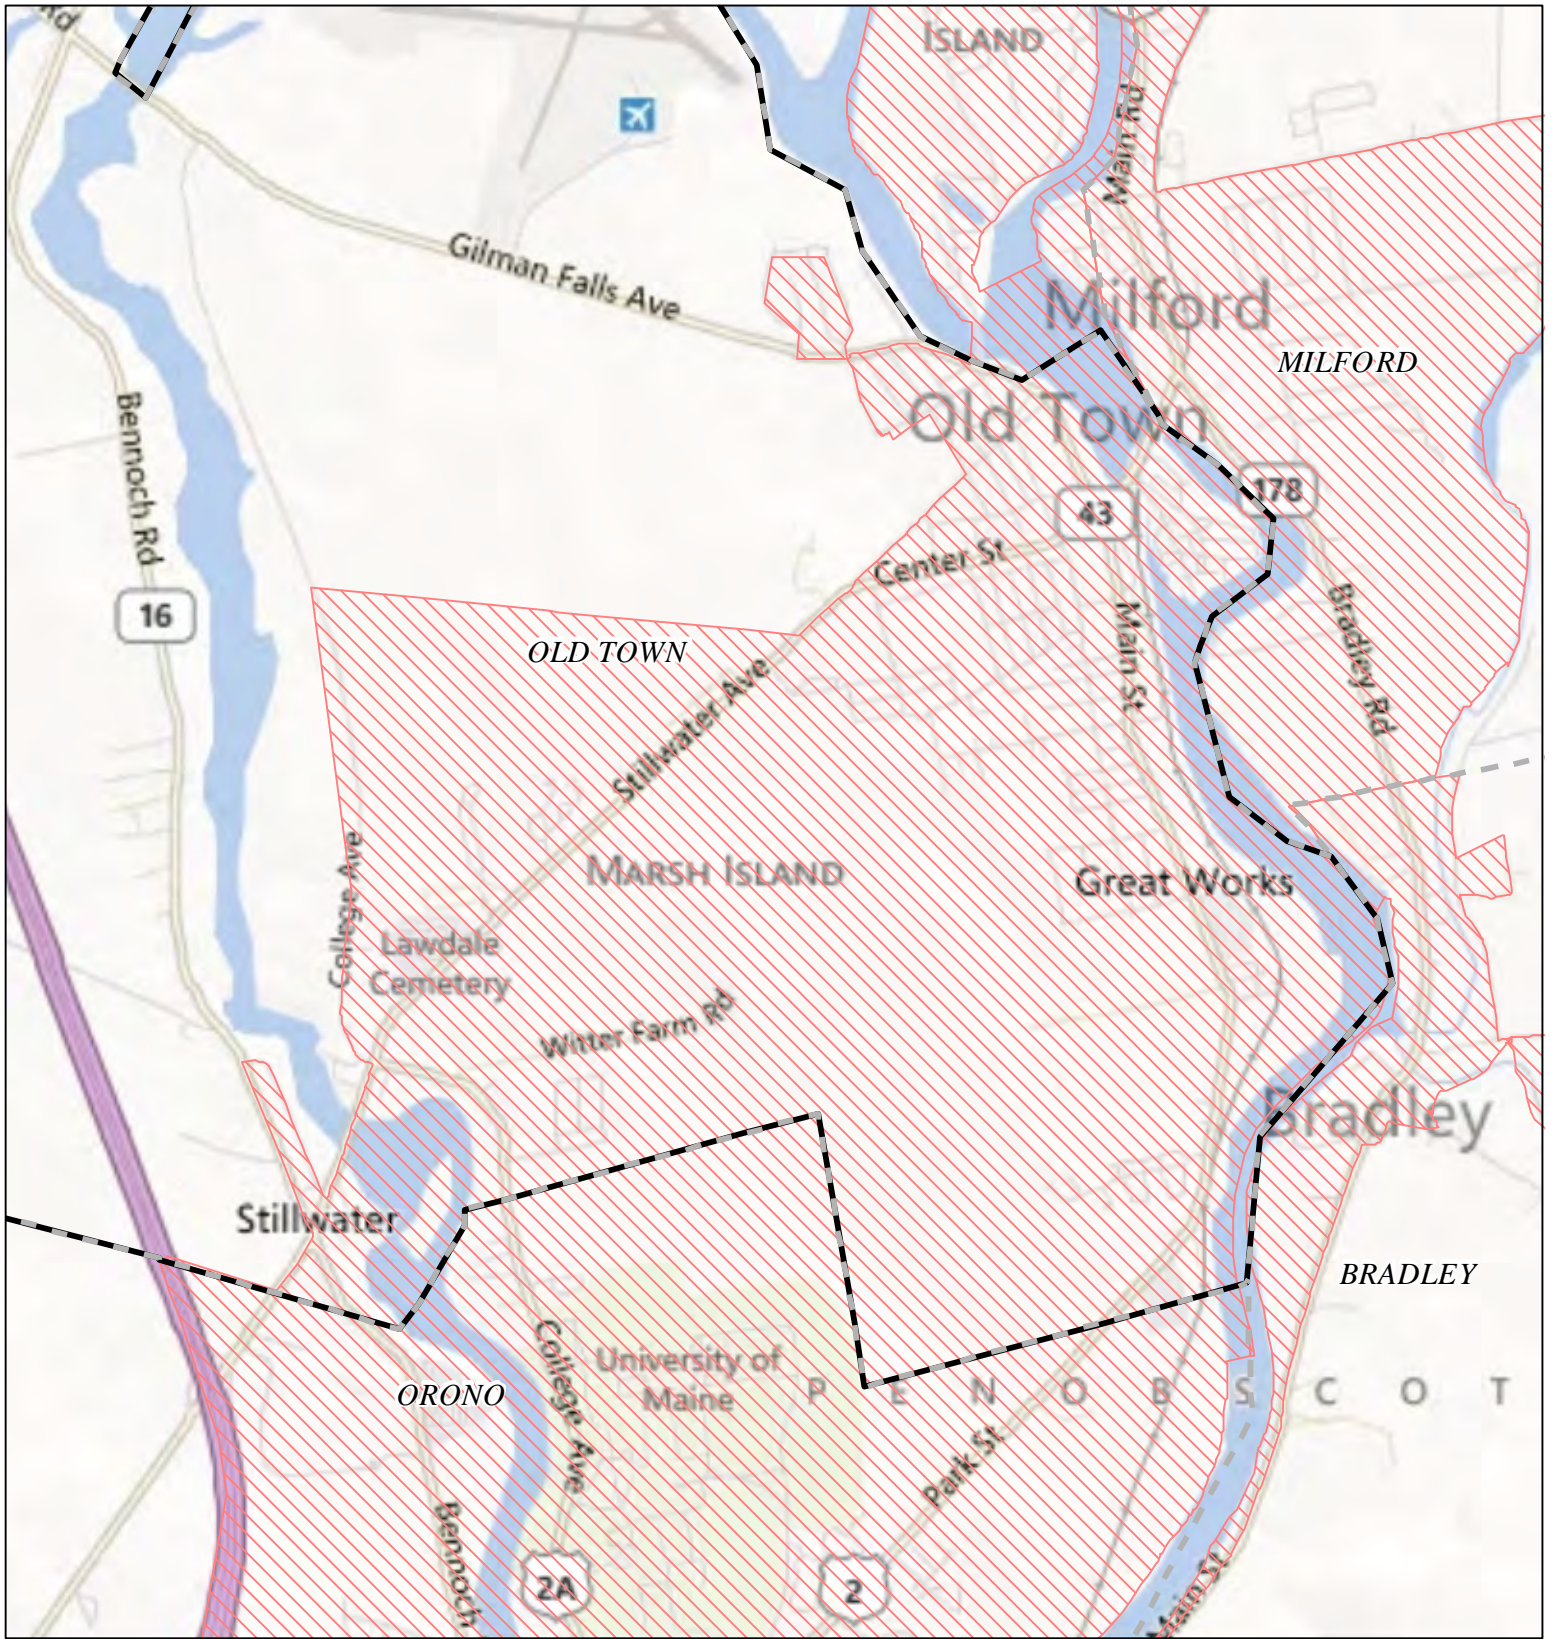 Rd
ISLAND
Main Rd
Gilman Falls Ave
Milford
MILFORD
Old Town
Bennoch Rd
178
43
Center St
16
OLD TOWN
Main St
Bradley Rd
Stillwater Ave
MARSH ISLAND
Great Works
College Ave
Lawdale
Cemetery
Witter Farm Rd
Bradley
Stillwater
BRADLEY
College Ave
University of
Maine
ORONO
P E N O B S C O T
Park St
Bennoch
2A
2
Main St